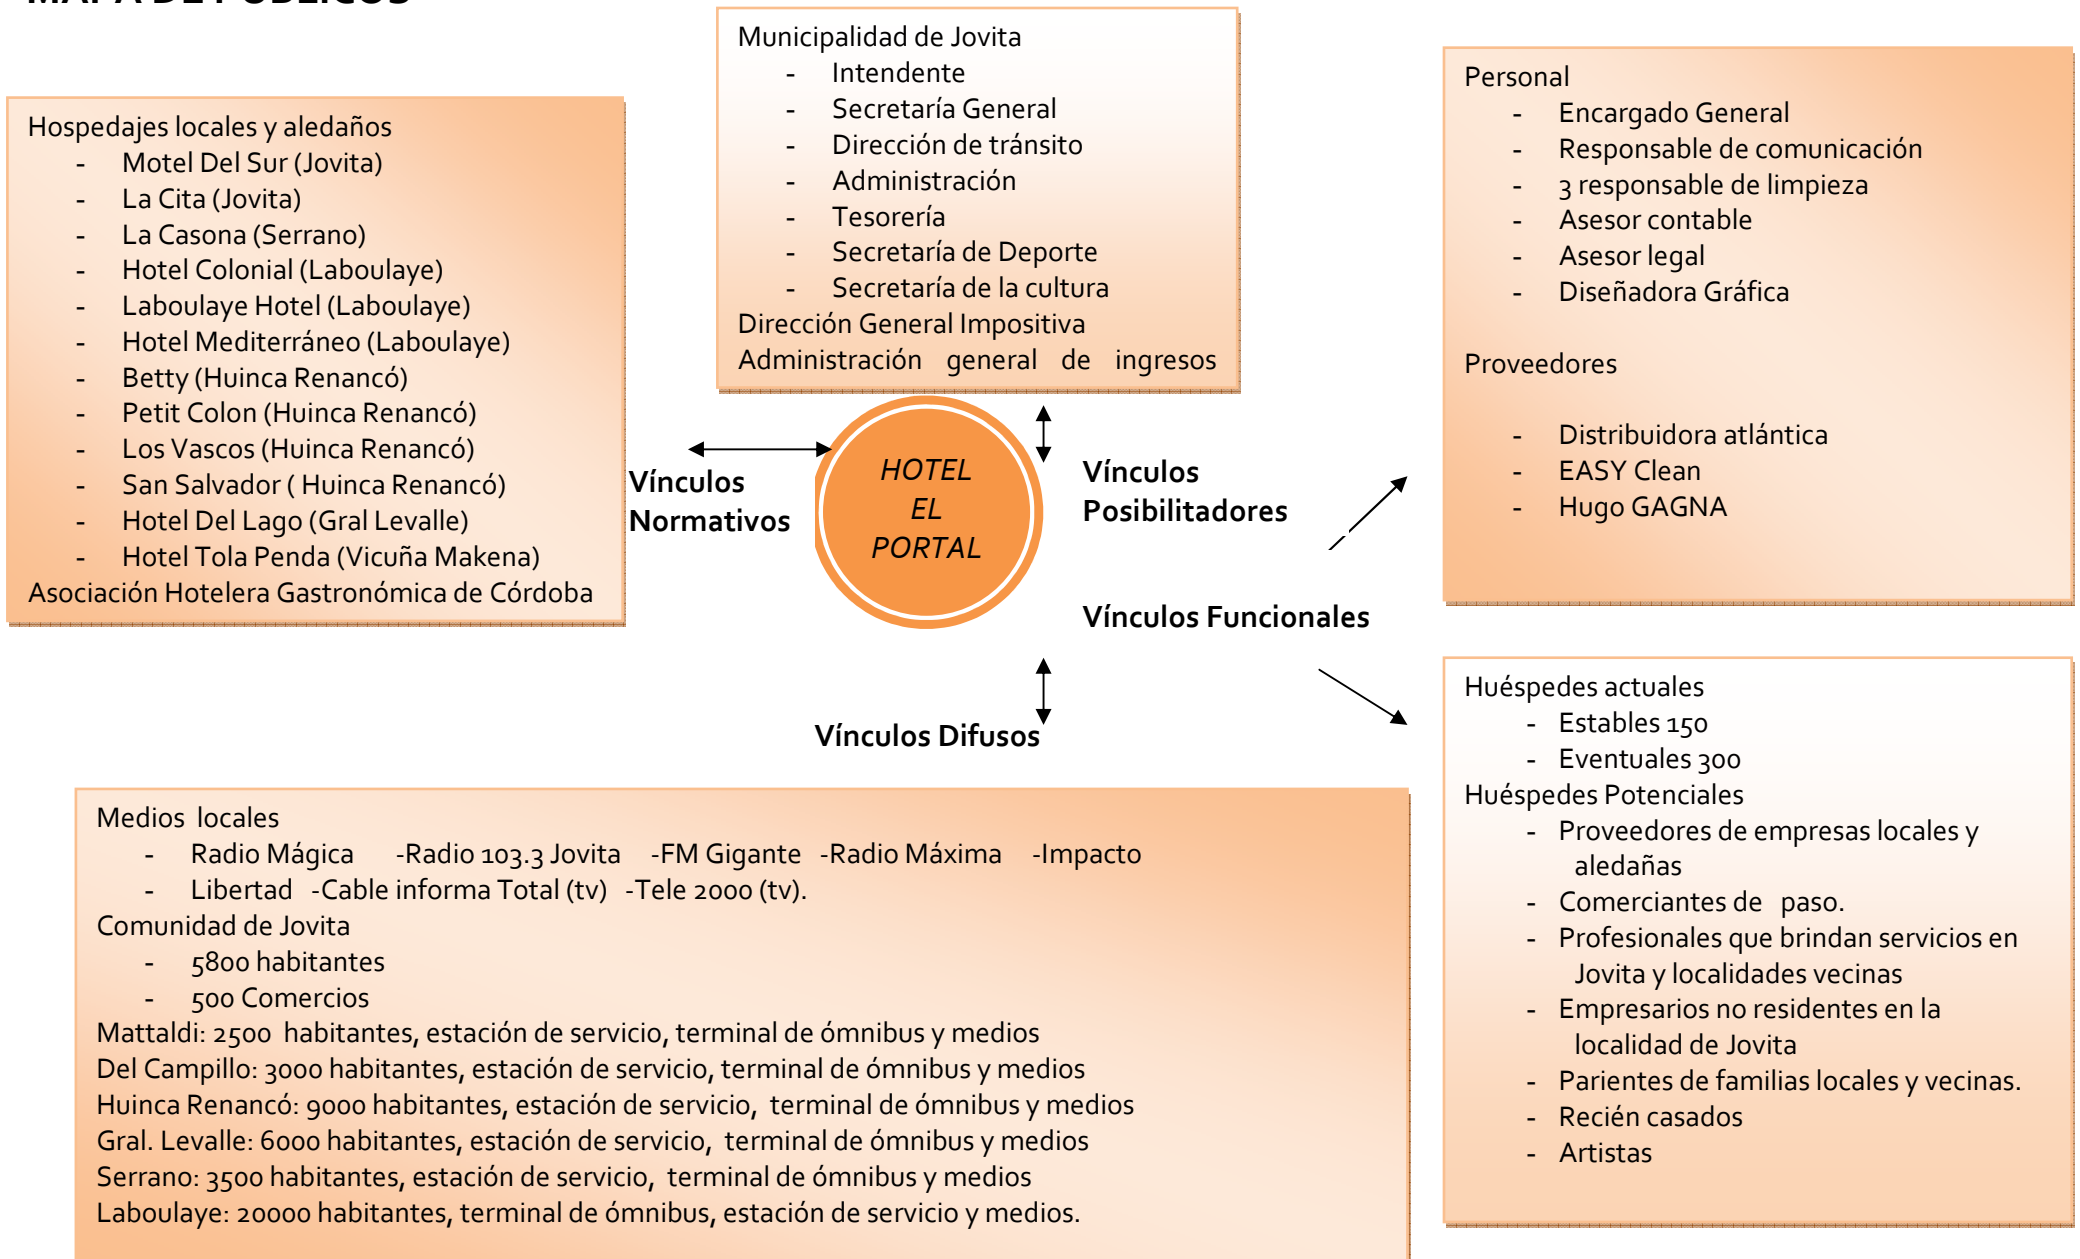 MAPA DE PÚBLICOS
Hospedajes locales y aledaños
- Motel Del Sur (Jovita)
- La Cita (Jovita)
- La Casona (Serrano)
- Hotel Colonial (Laboulaye)
- Laboulaye Hotel (Laboulaye)
- Hotel Mediterráneo (Laboulaye)
- Betty (Huinca Renancó)
- Petit Colon (Huinca Renancó)
- Los Vascos (Huinca Renancó)
- San Salvador ( Huinca Renancó)
- Hotel Del Lago (Gral Levalle)
- Hotel Tola Penda (Vicuña Makena)
Asociación Hotelera Gastronómica de Córdoba
Municipalidad de Jovita
- Intendente
- Secretaría General
- Dirección de tránsito
- Administración
- Tesorería
- Secretaría de Deporte
- Secretaría de la cultura
Dirección General Impositiva
Administración general de ingresos
Personal
- Encargado General
- Responsable de comunicación
- 3 responsable de limpieza
- Asesor contable
- Asesor legal
- Diseñadora Gráfica
Proveedores
- Distribuidora atlántica
- EASY Clean
- Hugo GAGNA
Vínculos
Normativos
HOTEL
EL
PORTAL
Vínculos
Posibilitadores
Vínculos Funcionales
Vínculos Difusos
Huéspedes actuales
- Estables 150
- Eventuales 300
Huéspedes Potenciales
- Proveedores de empresas locales y
aledañas
- Comerciantes de paso.
- Profesionales que brindan servicios en
Jovita y localidades vecinas
- Empresarios no residentes en la
localidad de Jovita
- Parientes de familias locales y vecinas.
- Recién casados
- Artistas
Medios locales
- Radio Mágica -Radio 103.3 Jovita -FM Gigante -Radio Máxima -Impacto
- Libertad -Cable informa Total (tv) -Tele 2000 (tv).
Comunidad de Jovita
- 5800 habitantes
- 500 Comercios
Mattaldi: 2500 habitantes, estación de servicio, terminal de ómnibus y medios
Del Campillo: 3000 habitantes, estación de servicio, terminal de ómnibus y medios
Huinca Renancó: 9000 habitantes, estación de servicio, terminal de ómnibus y medios
Gral. Levalle: 6000 habitantes, estación de servicio, terminal de ómnibus y medios
Serrano: 3500 habitantes, estación de servicio, terminal de ómnibus y medios
Laboulaye: 20000 habitantes, terminal de ómnibus, estación de servicio y medios.